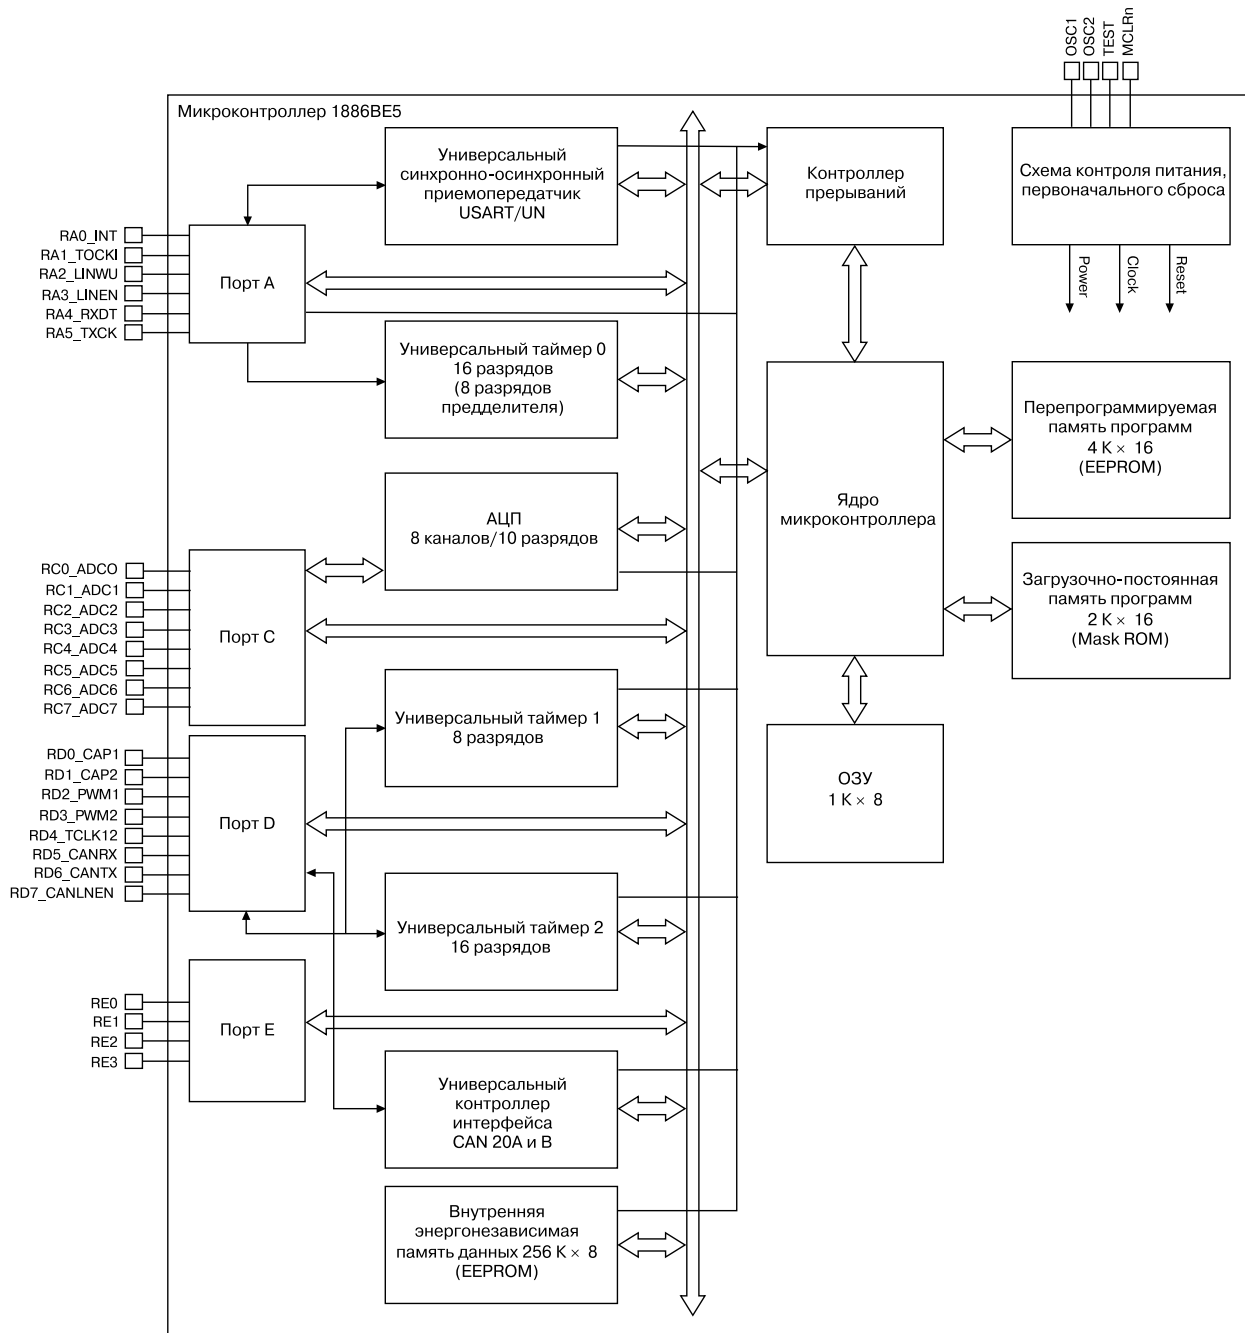 OSC1
OSC2
TEST
MCLRn
Микроконтроллер 1886ВЕ5
Универсальный
синхронно-осинхронный
приемопередатчик
USART/UN
Контроллер
прерываний
Схема контроля питания,
первоначального сброса
Power
Clock
Reset
RA0_INT
RA1_TOCKI
RA2_LINWU
RA3_LINEN
RA4_RXDT
RA5_TXCK
Порт A
Универсальный таймер 0
16 разрядов
(8 разрядов
предделителя)
Ядро
микроконтроллера
Перепрограммируемая
память программ
4 K × 16
(EEPROM)
АЦП
8 каналов/10 разрядов
Загрузочно-постоянная
память программ
2 K × 16
(Mask ROM)
RC0_ADCO
RC1_ADC1
RC2_ADC2
RC3_ADC3
RC4_ADC4
RC5_ADC5
RC6_ADC6
RC7_ADC7
Порт C
Универсальный таймер 1
8 разрядов
ОЗУ
1 K × 8
RD0_CAP1
RD1_CAP2
RD2_PWM1
RD3_PWM2
RD4_TCLK12
RD5_CANRX
RD6_CANTX
RD7_CANLNEN
Порт D
Универсальный таймер 2
16 разрядов
RE0
RE1
RE2
RE3
Порт E
Универсальный
контроллер
интерфейса
CAN 20A и B
Внутренняя
энергонезависимая
память данных 256 K × 8
(EEPROM)